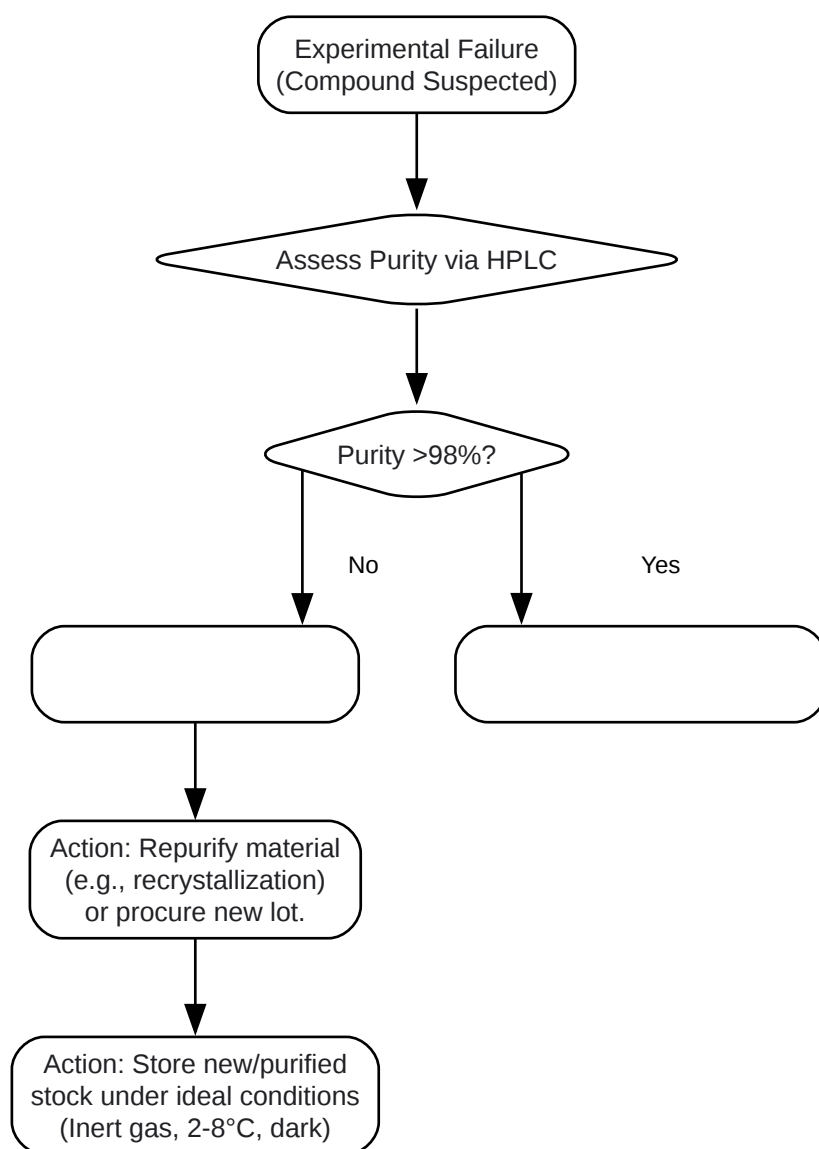 Experimental Failure
(Compound Suspected)
Assess Purity via HPLC
Purity >98%?
No
Yes
Action: Repurify material
(e.g., recrystallization)
or procure new lot.
Action: Store new/purified
stock under ideal conditions
(Inert gas, 2-8°C, dark)